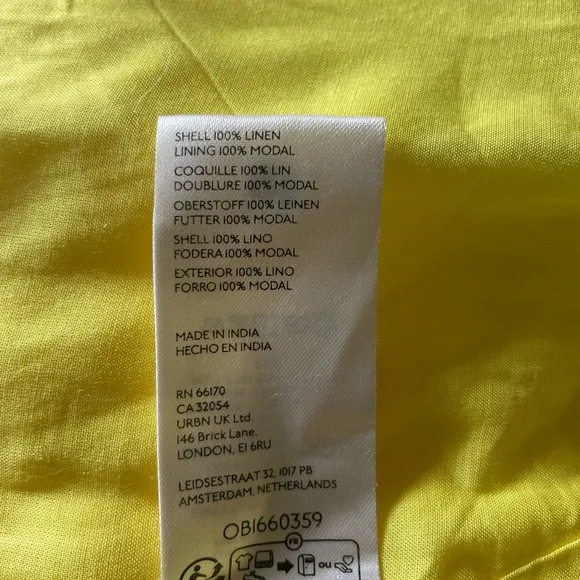 SHELL 100% LINEN
LINING 100% MODAL
COQUILLE 100% LIN
DOUBLURE 100% MODAL
OBERSTOFF 100% LEINEN
FUTTER 100% MODAL
SHELL 100% LINO
FODERA 100% MODAL
EXTERIOR 100% LINO
FORRO 100% MODAL
MADE IN INDIA
HECHO EN INDIA
RN 66170
CA 32054
URBN UK Ltd.
146 Brick Lane,
LONDON, E1 6RU
LEIDSESTRAAT 32, 1017 PB
AMSTERDAM, NETHERLANDS
OB1660359
FR
ou